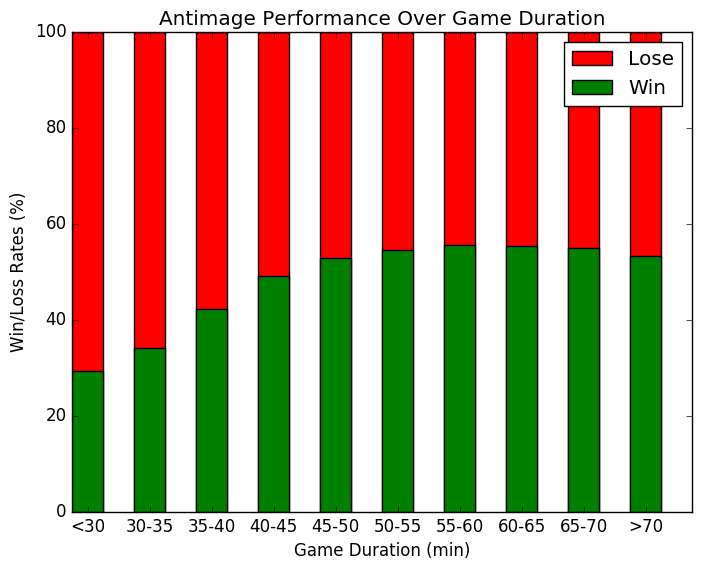 Antimage Performance Over Game Duration
100
80
60
40
20
0
Win/Loss Rates (%)
Lose
Win
<30 30-35 35-40 40-45 45-50 50-55 55-60 60-65 65-70 >70
Game Duration (min)